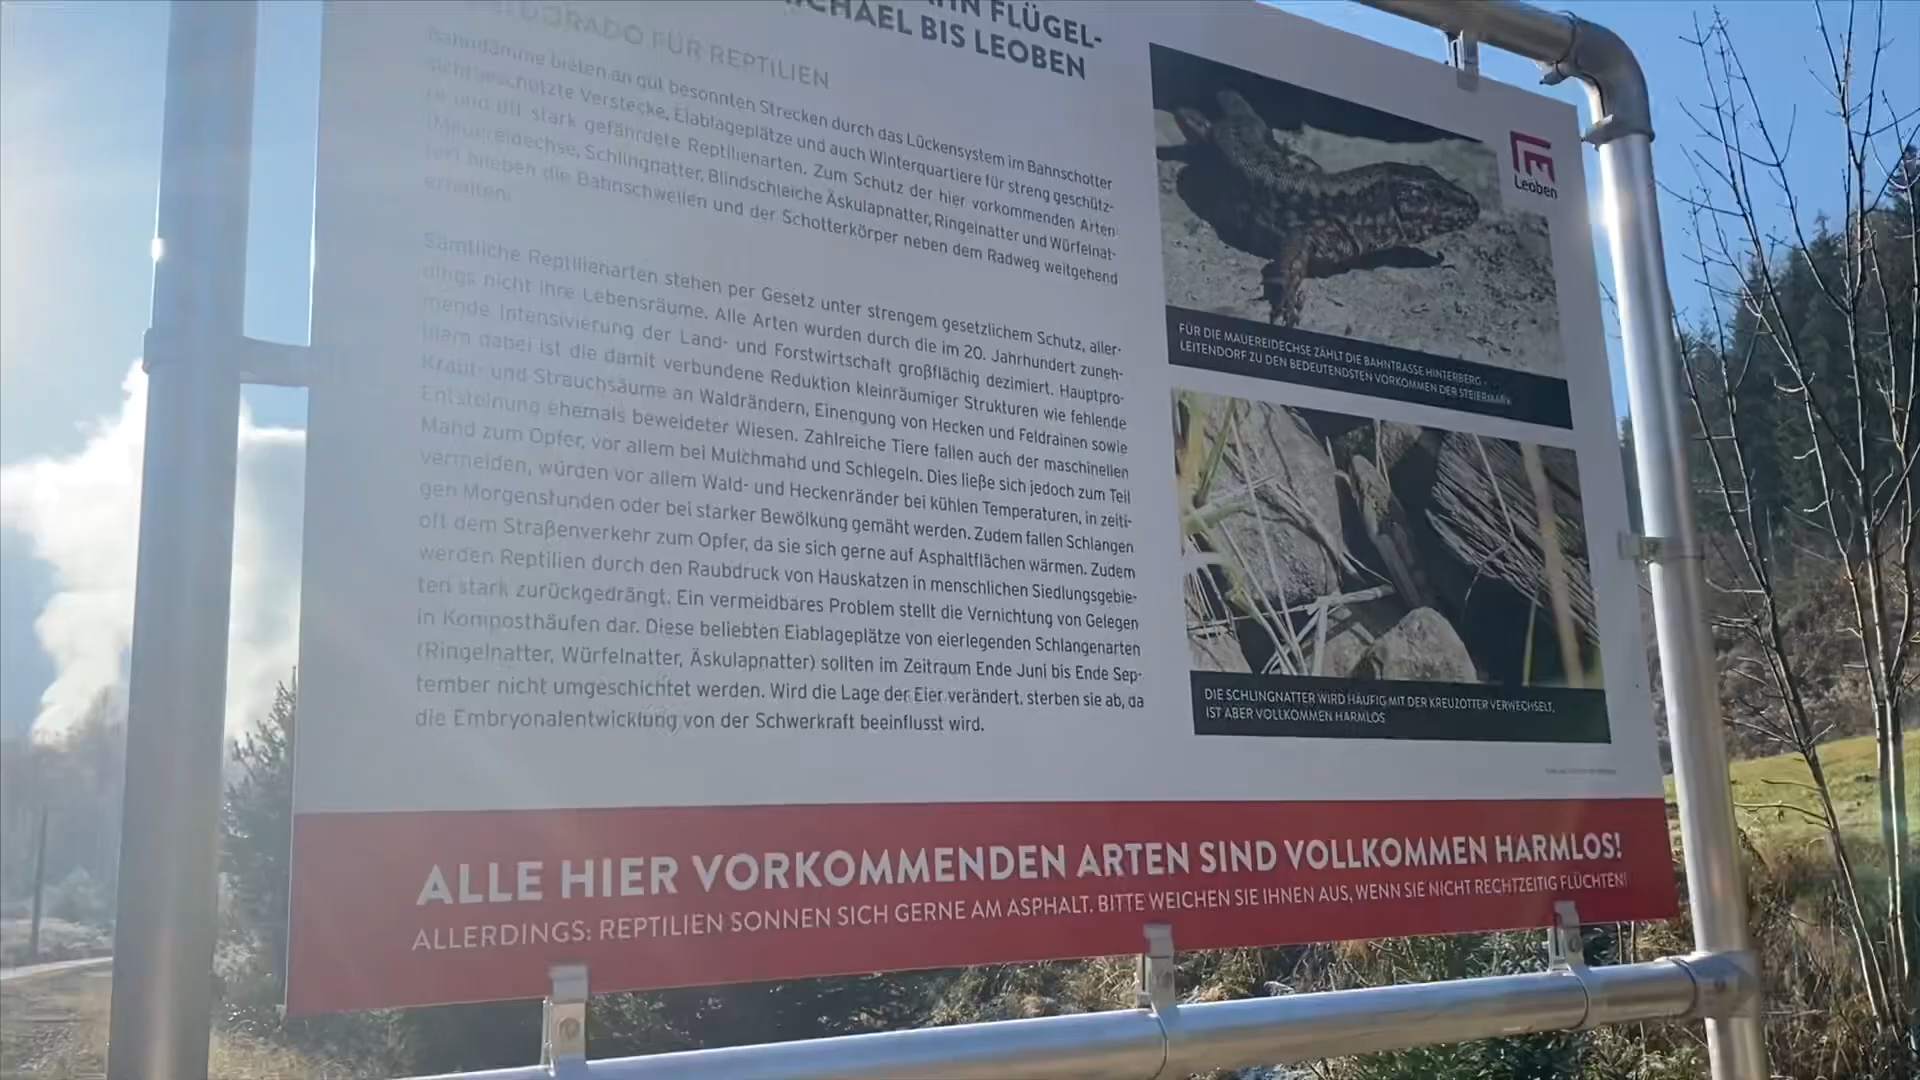 AHN FLÜGEL-
ICHAEL BIS LEOBEN
ELDORADO FÜR REPTILIEN
Bahndämme bieten an gut besonnten Strecken durch das Lückensystem im Bahnschotter
sichtgeschützte Verstecke, Eiablageplätze und auch Winterquartiere für streng geschütz-
te und oft stark gefährdete Reptilienarten. Zum Schutz der hier vorkommenden Arten
(Mauereidechse, Schlingnatter, Blindschleiche Äskulapnatter, Ringelnatter und Würfelnat-
ter) blieben die Bahnschwellen und der Schotterkörper neben dem Radweg weitgehend
erhalten.
Sämtliche Reptilienarten stehen per Gesetz unter strengem gesetzlichem Schutz, aller-
dings nicht ihre Lebensräume. Alle Arten wurden durch die im 20. Jahrhundert zuneh-
mende Intensivierung der Land- und Forstwirtschaft großflächig dezimiert. Hauptpro-
blem dabei ist die damit verbundene Reduktion kleinräumiger Strukturen wie fehlende
Kraut- und Strauchsäume an Waldrändern, Einengung von Hecken und Feldrainen sowie
Entsteinung ehemals beweideter Wiesen. Zahlreiche Tiere fallen auch der maschinellen
Mahd zum Opfer, vor allem bei Mulchmahd und Schlegeln. Dies ließe sich jedoch zum Teil
vermeiden, würden vor allem Wald- und Heckenränder bei kühlen Temperaturen, in zeiti-
gen Morgenstunden oder bei starker Bewölkung gemäht werden. Zudem fallen Schlangen
oft dem Straßenverkehr zum Opfer, da sie sich gerne auf Asphaltflächen wärmen. Zudem
werden Reptilien durch den Raubdruck von Hauskatzen in menschlichen Siedlungsgebie-
ten stark zurückgedrängt. Ein vermeidbares Problem stellt die Vernichtung von Gelegen
in Komposthäufen dar. Diese beliebten Eiablageplätze von eierlegenden Schlangenarten
(Ringelnatter, Würfelnatter, Äskulapnatter) sollten im Zeitraum Ende Juni bis Ende Sep-
tember nicht umgeschichtet werden. Wird die Lage der Eier verändert, sterben sie ab, da
die Embryonalentwicklung von der Schwerkraft beeinflusst wird.
Leoben
FÜR DIE MAUEREIDECHSE ZÄHLT DIE BAHNTRASSE HINTERBERG -
LEITENDORF ZU DEN BEDEUTENDSTEN VORKOMMEN DER STEIERMARK
DIE SCHLINGNATTER WIRD HÄUFIG MIT DER KREUZOTTER VERWECHSELT,
IST ABER VOLLKOMMEN HARMLOS
ALLE HIER VORKOMMENDEN ARTEN SIND VOLLKOMMEN HARMLOS!
ALLERDINGS: REPTILIEN SONNEN SICH GERNE AM ASPHALT. BITTE WEICHEN SIE IHNEN AUS, WENN SIE NICHT RECHTZEITIG FLÜCHTEN!